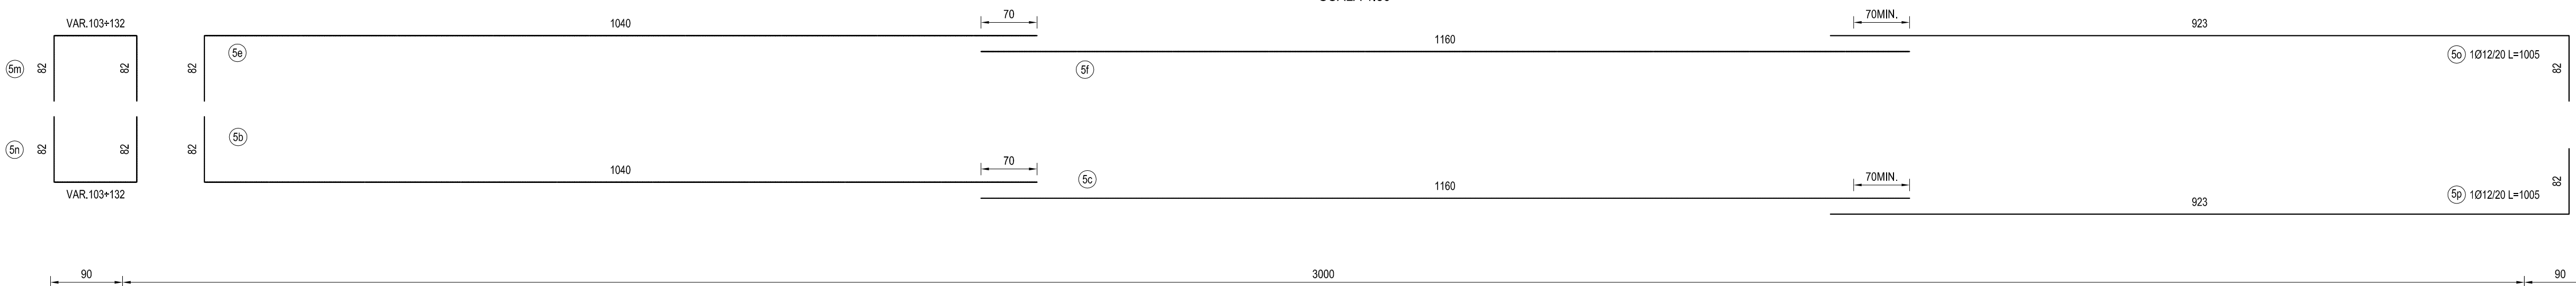 VAR.103÷132
1040
70
70MIN.
923
5e
1160
5o 1Ø12/20 L=1005
5m
82
82
82
5f
82
5b
5n
82
82
82
1040
70
5c
1160
70MIN.
82
VAR.103÷132
923
5p 1Ø12/20 L=1005
90
3000
90